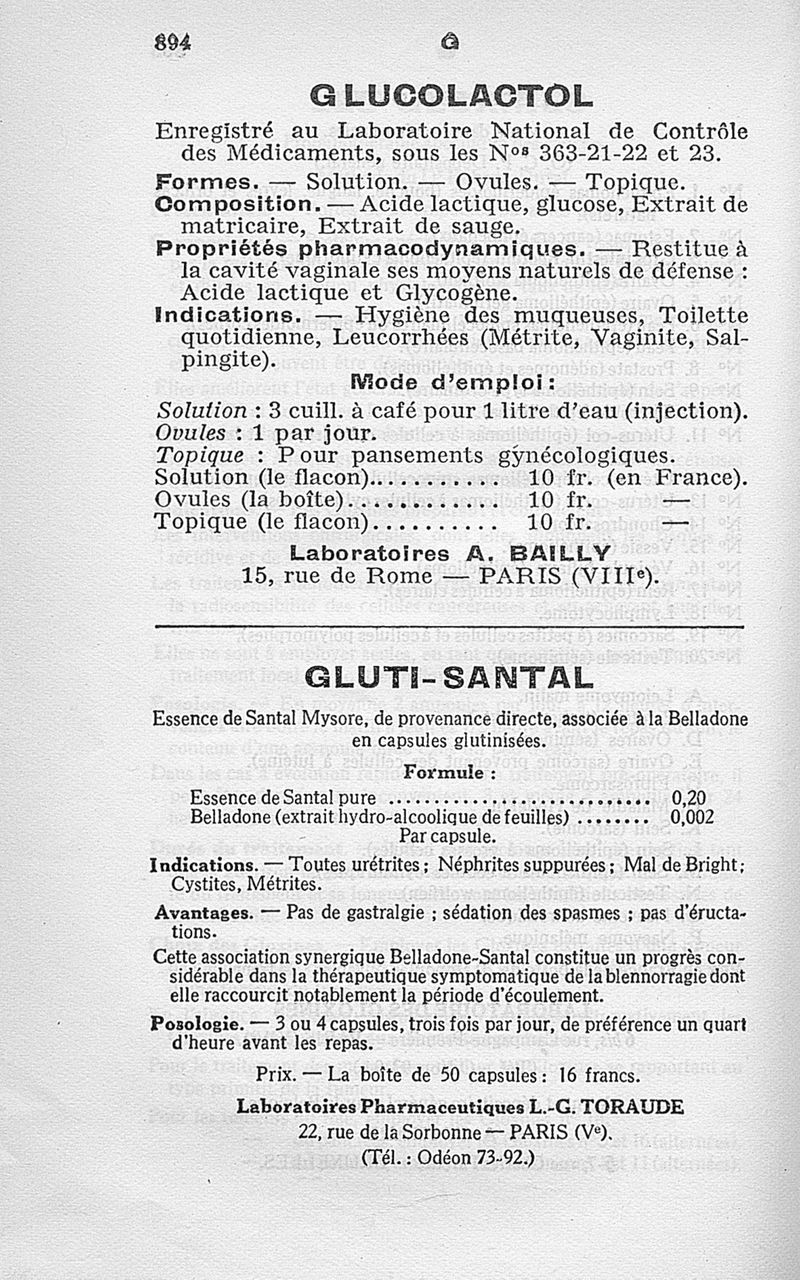 894
G
GLUCOLACTOL
Enregistré au Laboratoire National de Contrôle
des Médicaments, sous les Nos 363-21-22 et 23.
Formes. — Solution. — Ovules. — Topique.
Composition. — Acide lactique, glucose, Extrait de
matricaire, Extrait de sauge.
Propriétés pharmacodynamiques. — Restitue à
la cavité vaginale ses moyens naturels de défense :
Acide lactique et Glycogène.
Indications. — Hygiène des muqueuses, Toilette
quotidienne, Leucorrhées (Métrite, Vaginite, Sal-
pingite).
Mode d'emploi :
Solution : 3 cuill. à café pour 1 litre d'eau (injection).
Ovules : 1 par jour.
Topique : Pour pansements gynécologiques.
Solution (le flacon)............ 10 fr. (en France).
Ovules (la boîte)............. 10 fr. —
Topique (le flacon).......... 10 fr. —
Laboratoires A. BAILLY
15, rue de Rome — PARIS (VIIIe).
GLUTI-SANTAL
Essence de Santal Mysore, de provenance directe, associée à la Belladone
en capsules glutinisées.
Formule :
Essence de Santal pure .......................... 0,20
Belladone (extrait hydro-alcoolique de feuilles) ........ 0,002
Par capsule.
Indications. — Toutes urétrites ; Néphrites suppurées ; Mal de Bright ;
Cystites, Métrites.
Avantages. — Pas de gastralgie ; sédation des spasmes ; pas d'éructa-
tions.
Cette association synergique Belladone-Santal constitue un progrès con-
sidérable dans la thérapeutique symptomatique de la blennorragie dont
elle raccourcit notablement la période d'écoulement.
Posologie. — 3 ou 4 capsules, trois fois par jour, de préférence un quart
d'heure avant les repas.
Prix. — La boîte de 50 capsules : 16 francs.
Laboratoires Pharmaceutiques L.-G. TORAUDE
22, rue de la Sorbonne — PARIS (Ve).
(Tél. : Odéon 73-92.)